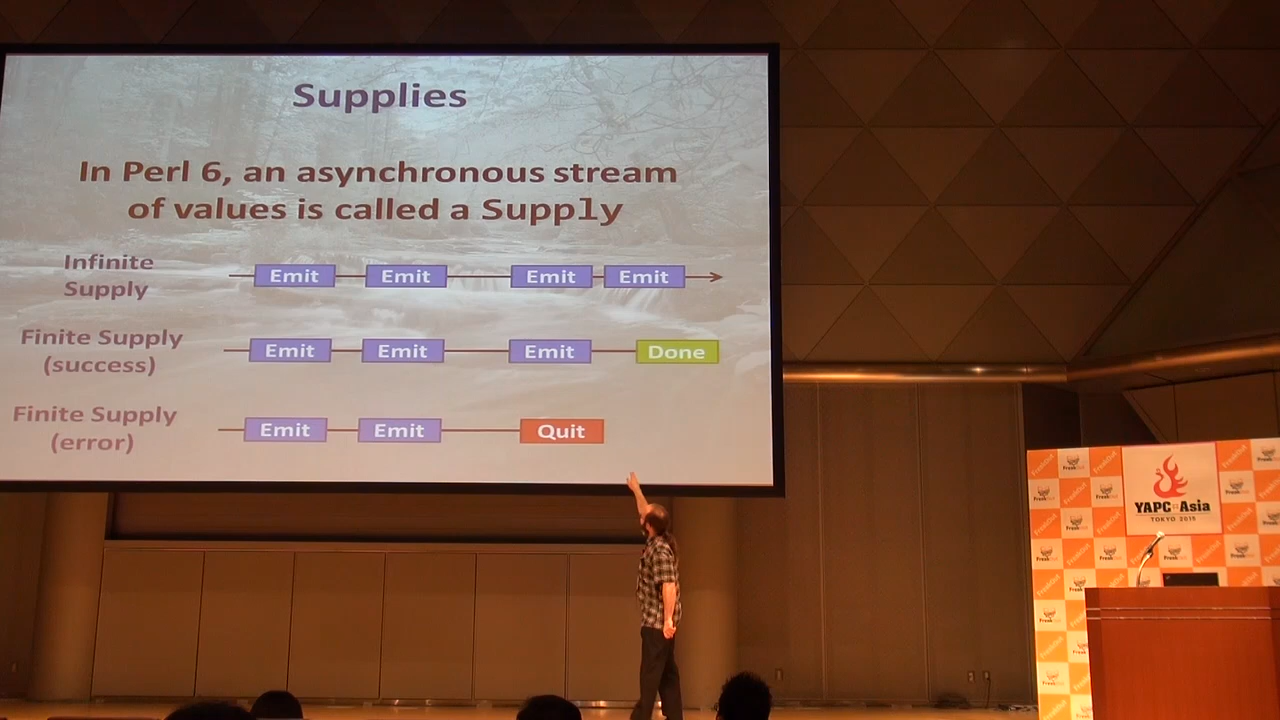 Supplies
In Perl 6, an asynchronous stream
of values is called a Supply
Infinite
Supply
Emit Emit Emit Emit
Finite Supply
(success)
Emit Emit Emit Done
Finite Supply
(error)
Emit Emit Quit
YAPC::Asia
TOKYO 2015
FreakOut